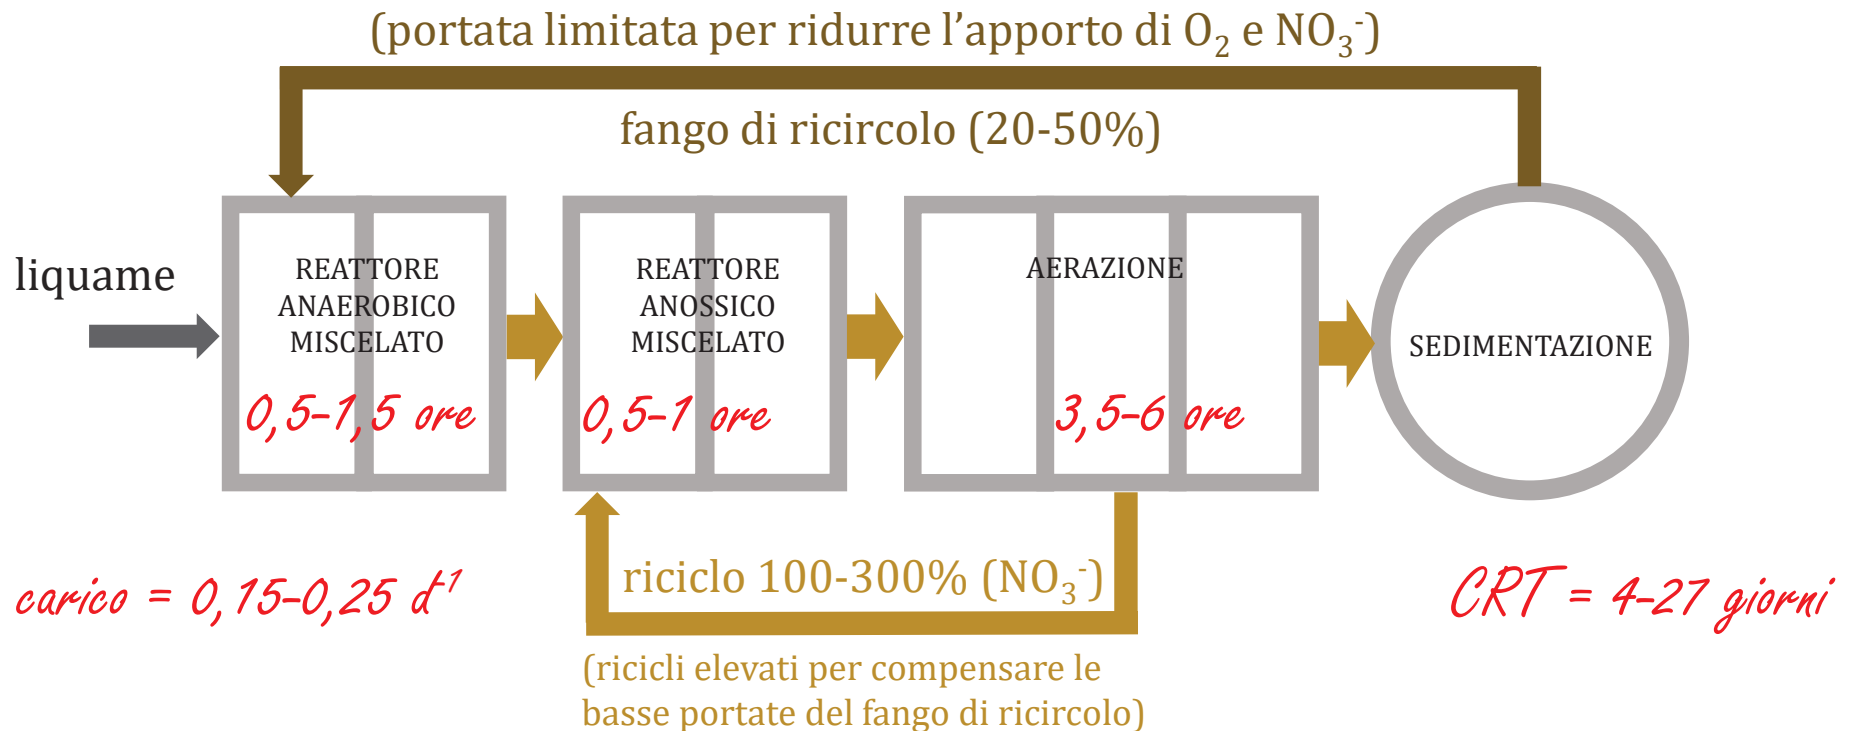 (portata limitata per ridurre l’apporto di O₂ e NO₃⁻)
fango di ricircolo (20-50%)
liquame
REATTORE
ANAEROBICO
MISCELATO
0,5-1,5 ore
REATTORE
ANOSSICO
MISCELATO
0,5-1 ore
AERAZIONE
3,5-6 ore
SEDIMENTAZIONE
carico = 0,15-0,25 d⁻¹
riciclo 100-300% (NO₃⁻)
CRT = 4-27 giorni
(ricicli elevati per compensare le
basse portate del fango di ricircolo)